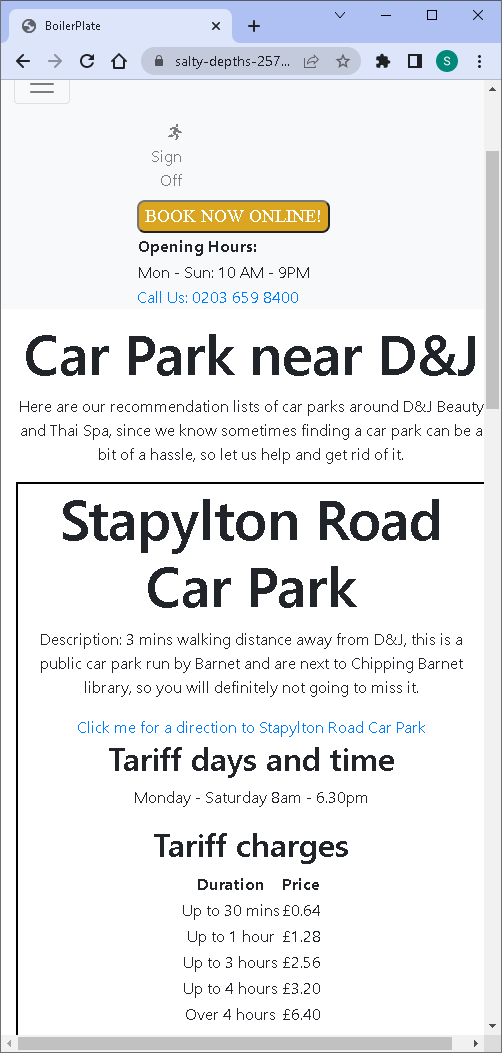 BoilerPlate
salty-depths-257...
S
Sign
Off
BOOK NOW ONLINE!
Opening Hours:
Mon - Sun: 10 AM - 9PM
Call Us: 0203 659 8400
Car Park near D&J
Here are our recommendation lists of car parks around D&J Beauty
and Thai Spa, since we know sometimes finding a car park can be a
bit of a hassle, so let us help and get rid of it.
Stapylton Road
Car Park
Description: 3 mins walking distance away from D&J, this is a
public car park run by Barnet and are next to Chipping Barnet
library, so you will definitely not going to miss it.
Click me for a direction to Stapylton Road Car Park
Tariff days and time
Monday - Saturday 8am - 6.30pm
Tariff charges
Duration Price
Up to 30 mins £0.64
Up to 1 hour £1.28
Up to 3 hours £2.56
Up to 4 hours £3.20
Over 4 hours £6.40